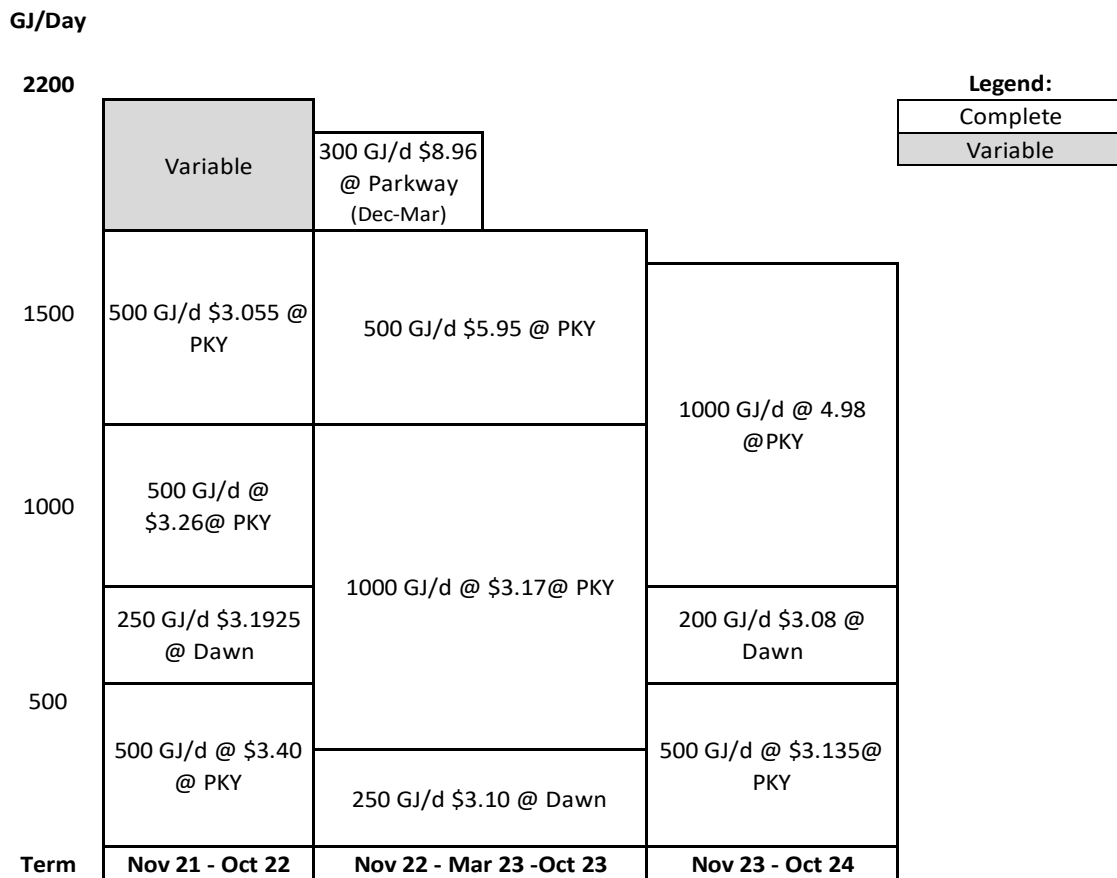 GJ/Day
2200
Legend:
Complete
Variable
Variable
300 GJ/d $8.96
@ Parkway
(Dec-Mar)
1500
500 GJ/d $3.055 @
PKY
500 GJ/d $5.95 @ PKY
1000 GJ/d @ 4.98
@PKY
1000
500 GJ/d @
$3.26@ PKY
1000 GJ/d @ $3.17@ PKY
250 GJ/d $3.1925
@ Dawn
200 GJ/d $3.08 @
Dawn
500
500 GJ/d @ $3.40
@ PKY
500 GJ/d @ $3.135@
PKY
250 GJ/d $3.10 @ Dawn
Term
Nov 21 - Oct 22
Nov 22 - Mar 23 -Oct 23
Nov 23 - Oct 24